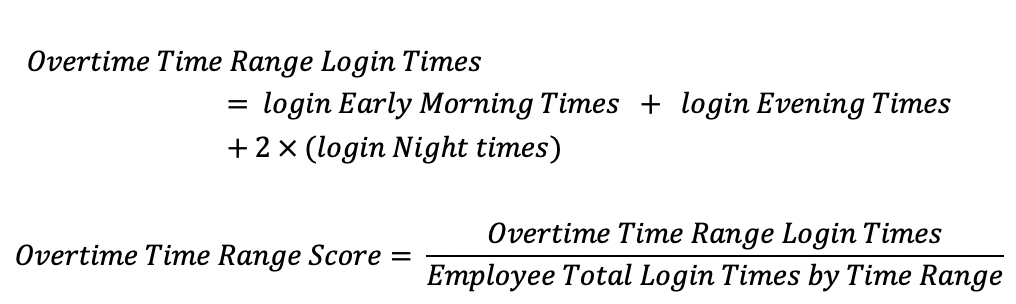 Overtime Time Range Login Times
= login Early Morning Times + login Evening Times
+ 2 × (login Night times)
Overtime Time Range Score = Overtime Time Range Login Times
Employee Total Login Times by Time Range